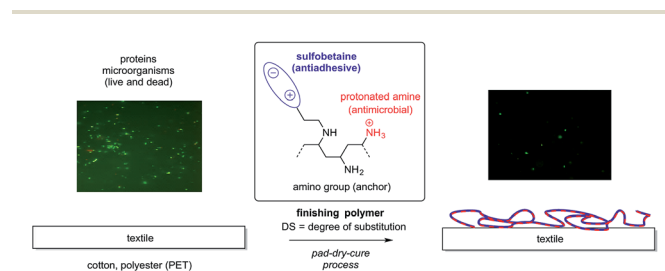 proteins
microorganisms
(live and dead)
sulfobetaine
(antiadhesive)
−
+
protonated amine
(antimicrobial)
+
NH3
NH
NH2
amino group (anchor)
finishing polymer
DS = degree of substitution
pad-dry-cure
process
textile
cotton, polyester (PET)
textile